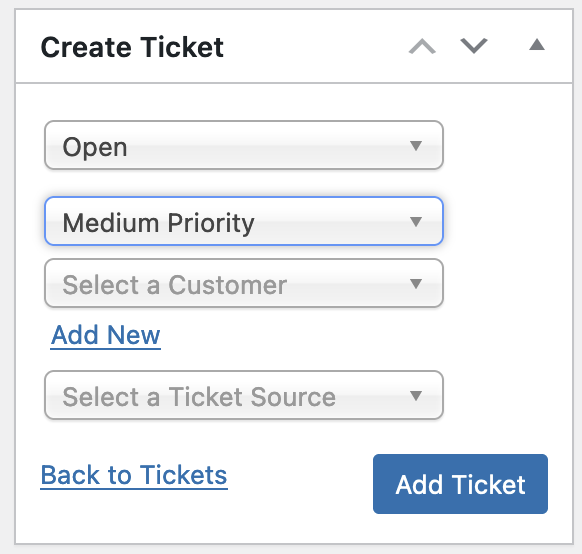 Create Ticket
Open
Medium Priority
Select a Customer
Add New
Select a Ticket Source
Back to Tickets
Add Ticket